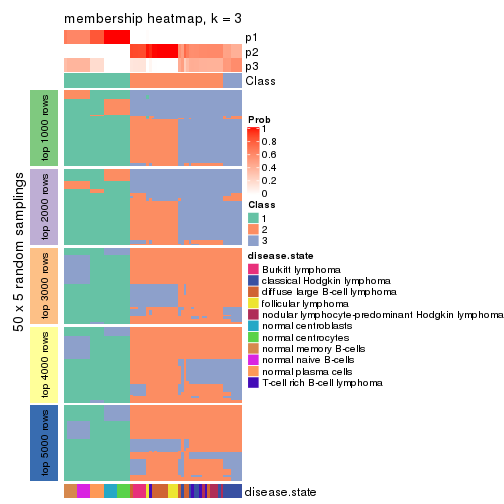 membership heatmap, k = 3
p1
p2
p3
Class
50 x 5 random samplings
top 1000 rows
top 2000 rows
top 3000 rows
top 4000 rows
top 5000 rows
disease.state
Prob
1
0.8
0.6
0.4
0.2
0
Class
1
2
3
disease.state
Burkitt lymphoma
classical Hodgkin lymphoma
diffuse large B-cell lymphoma
follicular lymphoma
nodular lymphocyte-predominant Hodgkin lymphoma
normal centroblasts
normal centrocytes
normal memory B-cells
normal naive B-cells
normal plasma cells
T-cell rich B-cell lymphoma